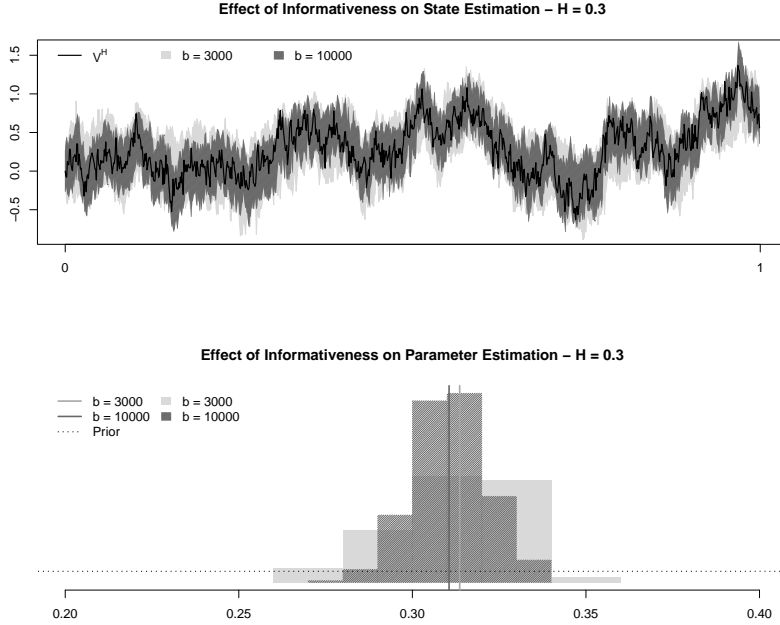 Effect of Informativeness on State Estimation − H = 0.3
V^H b = 3000 b = 10000
1.5
1.0
0.5
0.0
−0.5
0 1
Effect of Informativeness on Parameter Estimation − H = 0.3
b = 3000 b = 3000
b = 10000 b = 10000
Prior
0.20 0.25 0.30 0.35 0.40